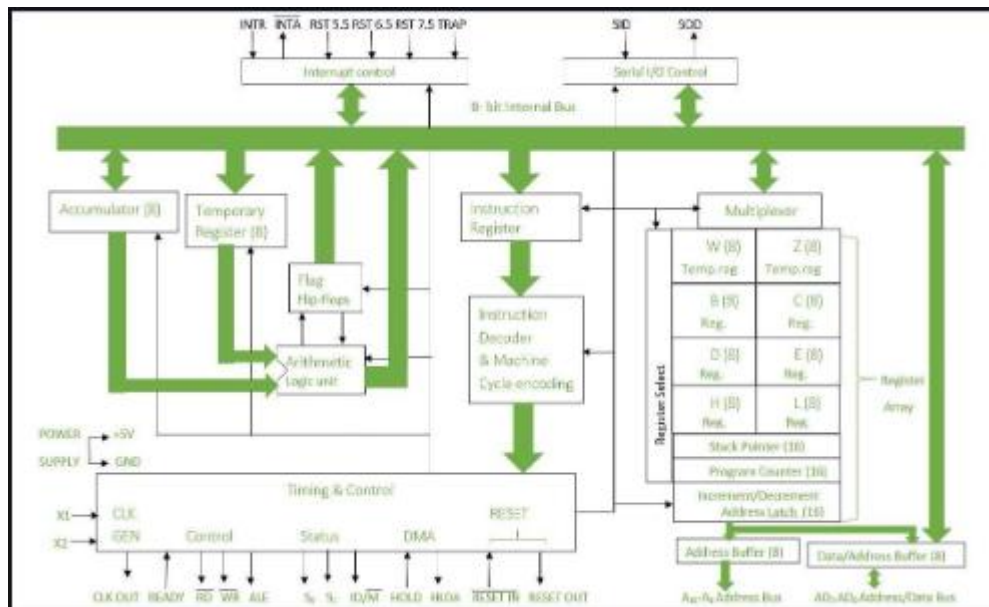 INTR INTA RST 5.5 RST 6.5 RST 7.5 TRAP
SID SOD
Interrupt control
Serial I/O Control
8- bit Internal Bus
Accumulator (8)
Temporary
Register (8)
Instruction
Register
Multiplexer
W (8)
Temp.reg
Z (8)
Temp.reg
Flag
Flip-flops
Instruction
Decoder
& Machine
Cycle encoding
B (8)
Reg.
C (8)
Reg.
Arithmetic
Logic unit
D (8)
Reg.
E (8)
Reg.
Register
Array
Register Select
H (8)
Reg.
L (8)
Reg.
POWER +5V
SUPPLY GND
Stack Pointer (16)
Program Counter (16)
Increment/Decrement
Address Latch (16)
Timing & Control
X1
X2
CLK
GEN
Control
Status
DMA
RESET
Address Buffer (8)
Data/Address Buffer (8)
CLK OUT READY RD WR ALE
IO/M HOLD HLDA RESET IN RESET OUT
Address Bus
Address/Data Bus